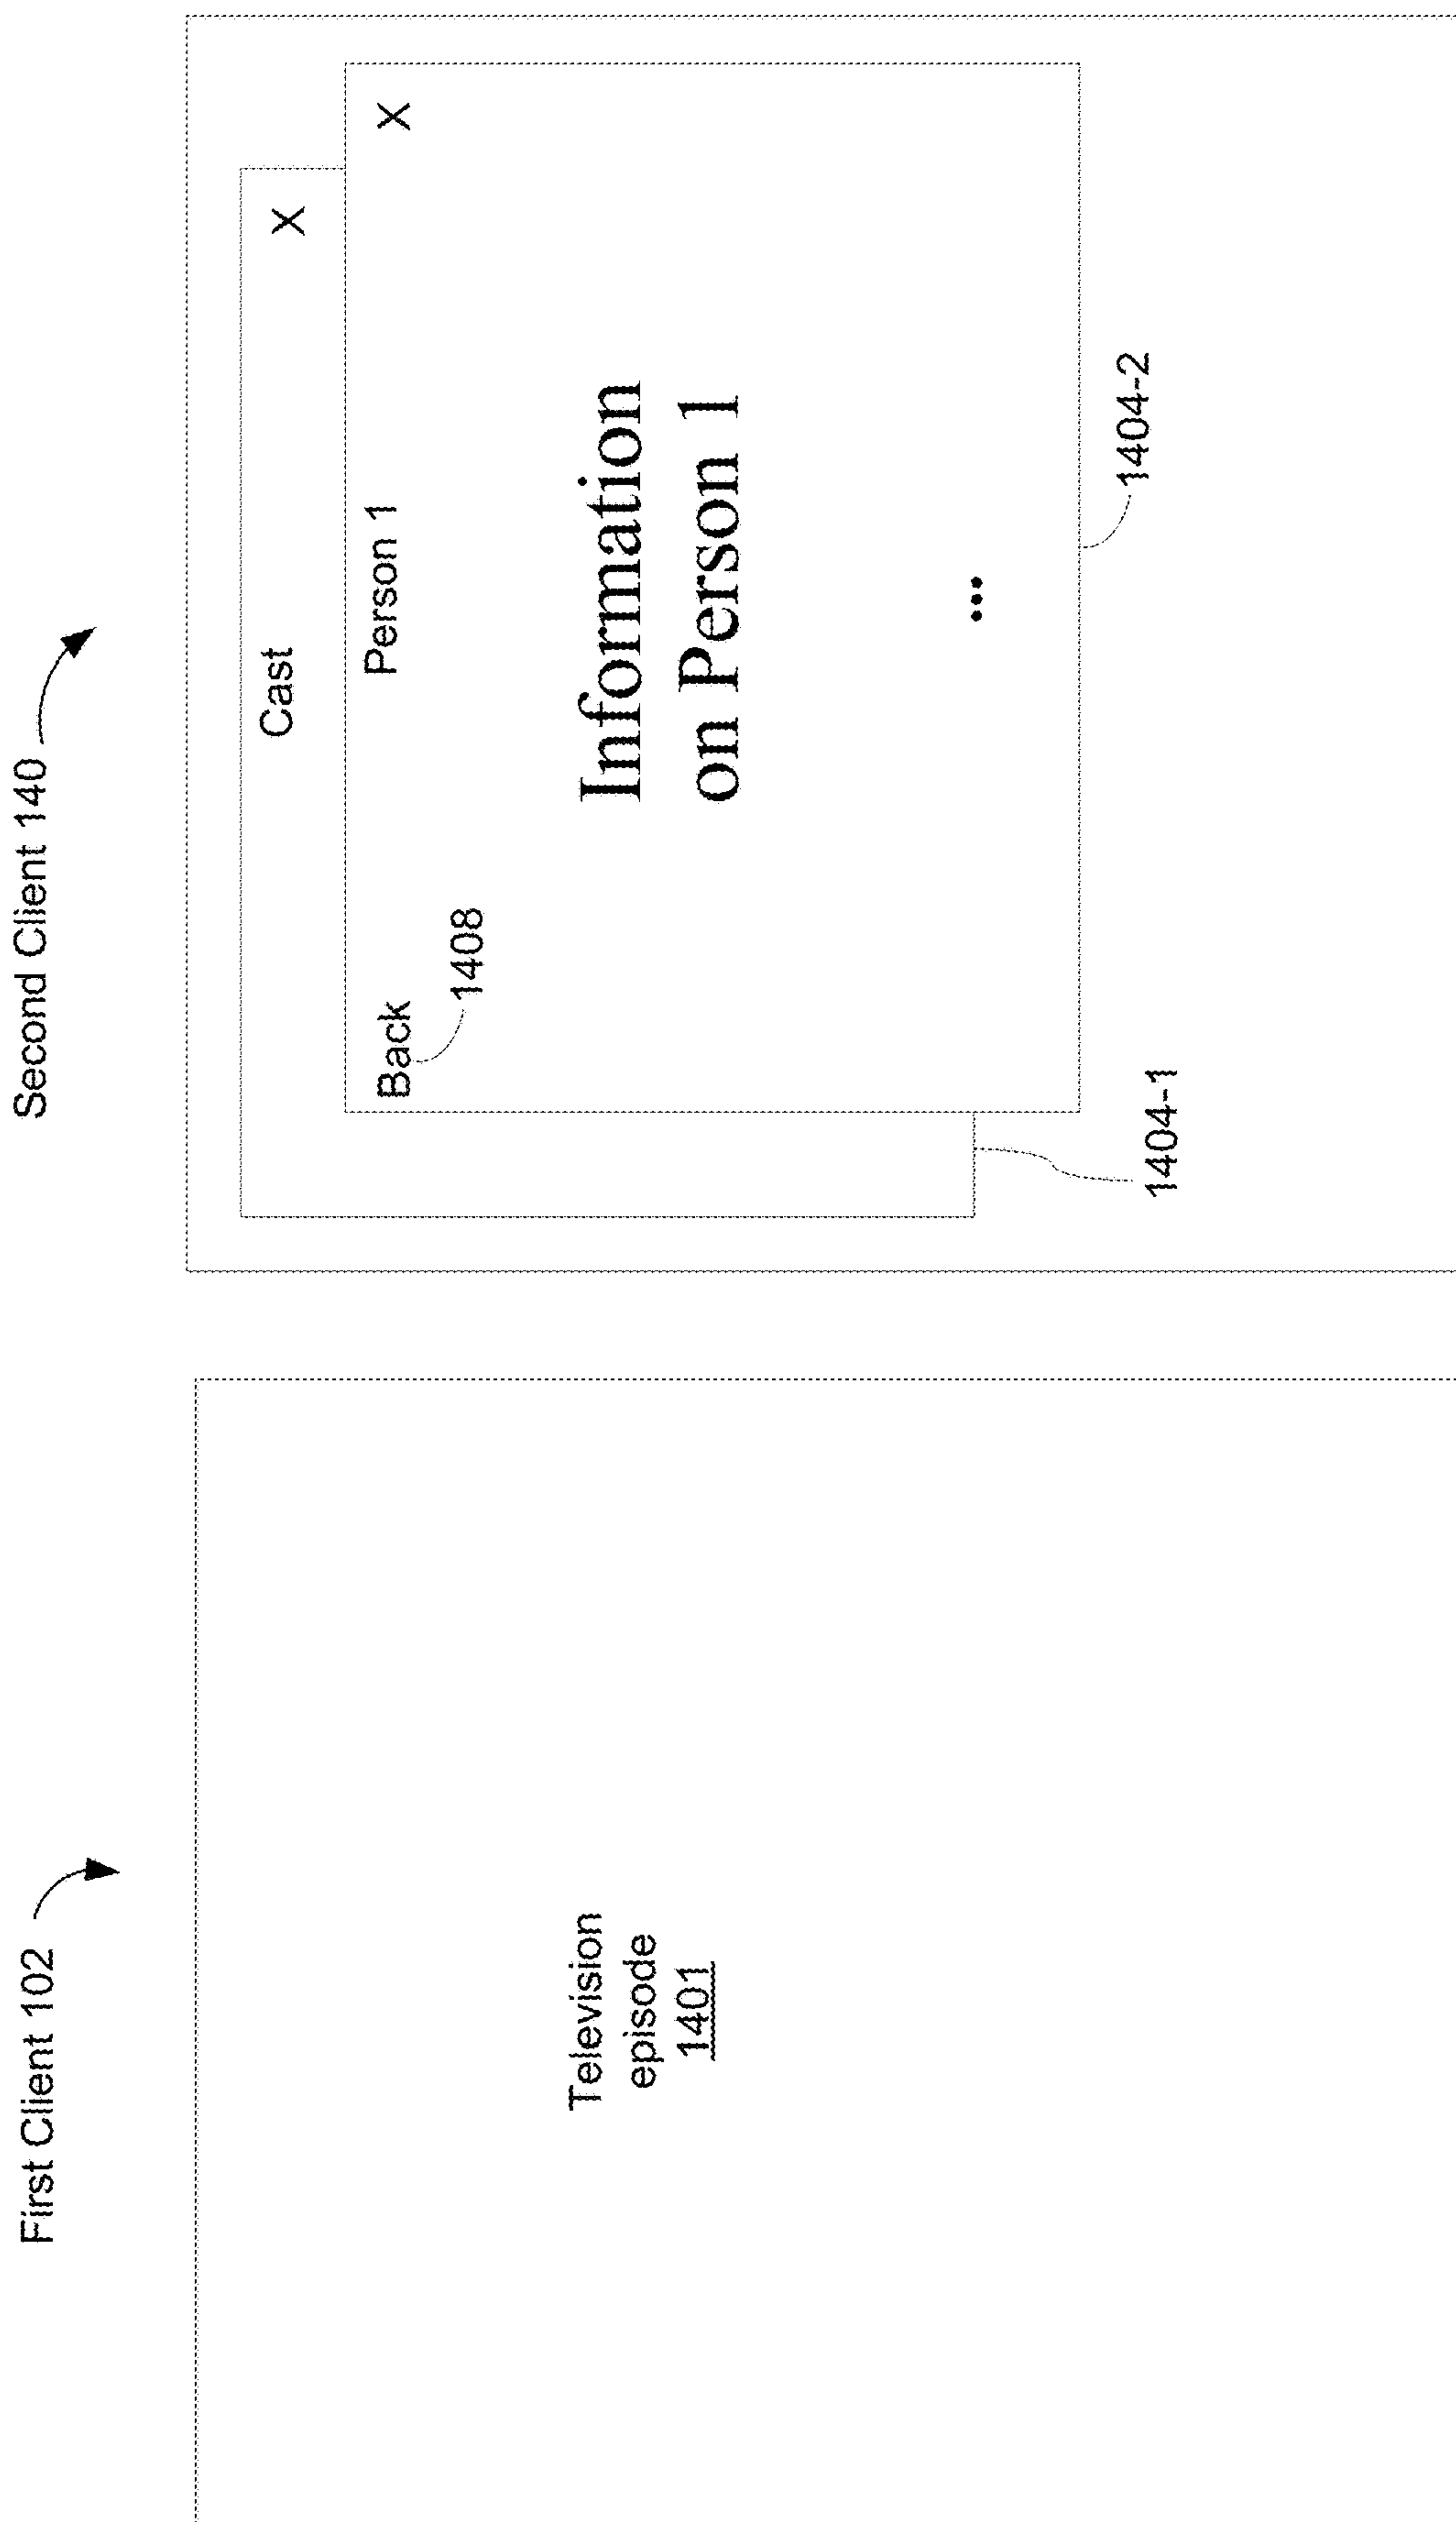 First Client 102
Television
episode
1401
Second Client 140
Cast
X
Back
Person 1
X
1408
Information
on Person 1
...
1404-1
1404-2